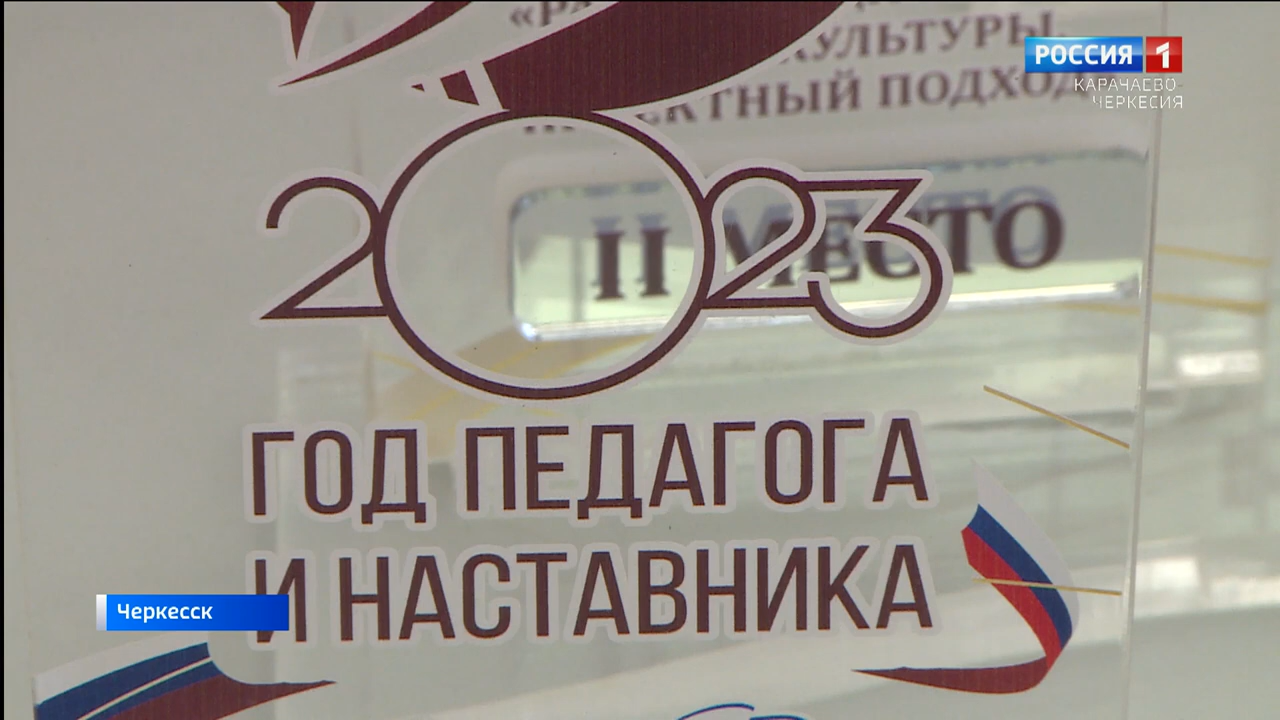 КУЛЬТУРЫ.
ПОДХОД
РОССИЯ 1
КАРАЧАЕВО-
ЧЕРКЕСИЯ
2023
II МЕСТО
ГОД ПЕДАГОГА
И НАСТАВНИКА
Черкесск